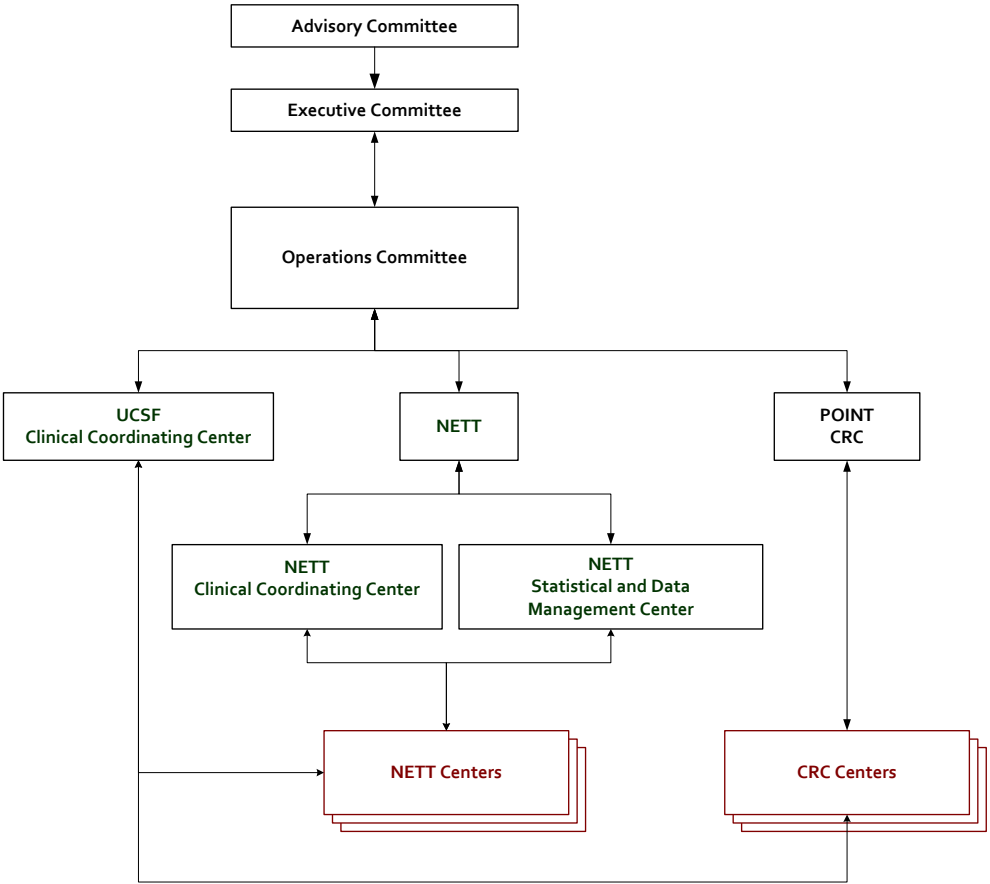 Advisory Committee
Executive Committee
Operations Committee
UCSF
Clinical Coordinating Center
NETT
POINT
CRC
NETT
Clinical Coordinating Center
NETT
Statistical and Data
Management Center
NETT Centers
CRC Centers